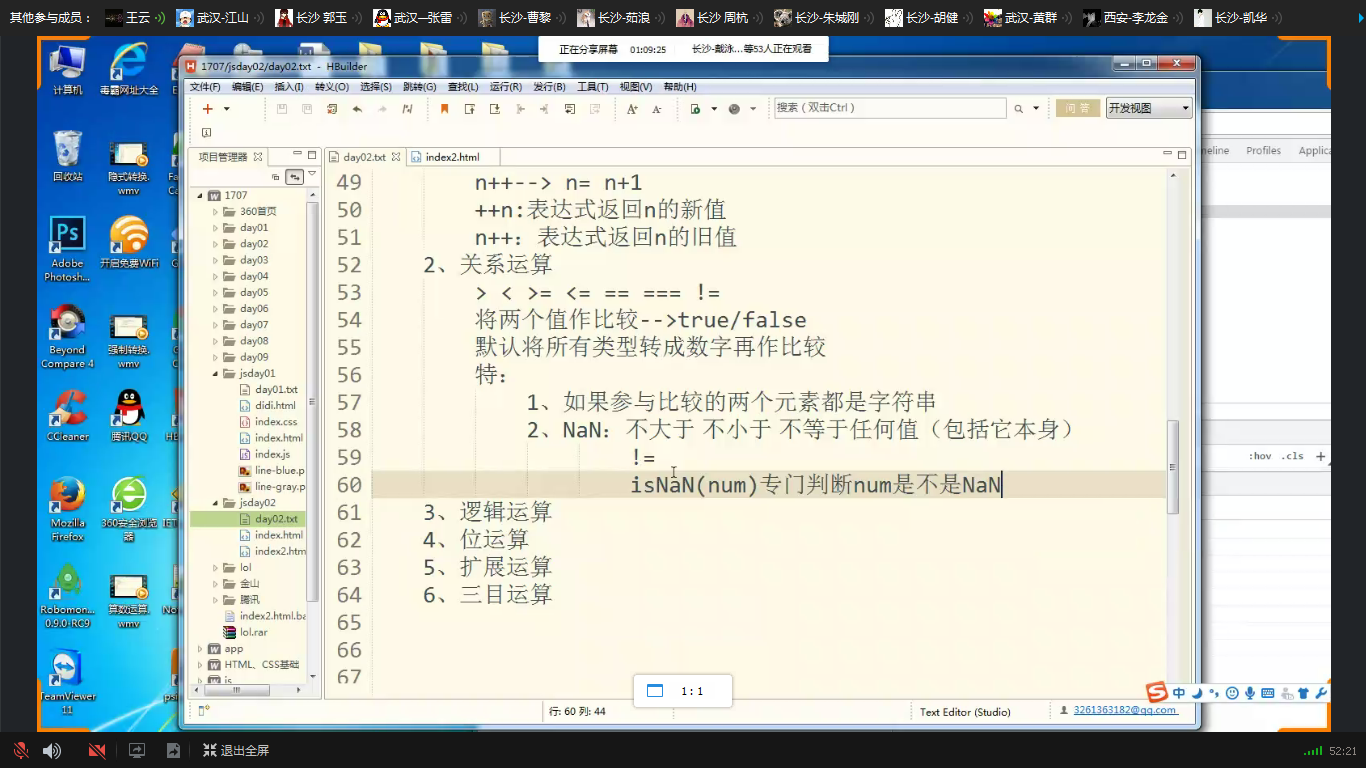 其他参与成员： 王云 武汉-江山 长沙 郭玉 武汉—张雷 长沙-曹黎 长沙-茹浪 长沙 周杭 长沙-朱城刚 长沙-胡健 武汉-黄群 西安-李龙金 长沙-凯华
正在分享屏幕 01:09:25 长沙-戴泳...等53人正在观看
1707/jsday02/day02.txt - HBuilder
文件(F) 编辑(E) 插入(I) 转义(O) 选择(S) 跳转(G) 查找(L) 运行(R) 发行(B) 工具(T) 视图(V) 帮助(H)
搜索（双击Ctrl） 问答 开发视图
计算机
毒霸网址大全
回收站
隐式转换.wmv
Adobe Photosh...
开启免费WiFi
Beyond Compare 4
强制转换.wmv
CCleaner
腾讯QQ
Mozilla Firefox
360安全浏览器
Robomon... 0.9.0-RC9
算数运算.wmv
TeamViewer 11
项目管理器
1707
360首页
day01
day02
day03
day04
day05
day06
day07
day08
day09
jsday01
day01.txt
didi.html
index.css
index.html
index.js
line-blue.p
line-gray.p
jsday02
day02.txt
index.html
index2.htm
lol
金山
腾讯
index2.html.ba
lol.rar
app
HTML、CSS基础
js
day02.txt index2.html
49 n++--> n= n+1
50 ++n:表达式返回n的新值
51 n++: 表达式返回n的旧值
52 2、关系运算
53 > < >= <= == === !=
54 将两个值作比较-->true/false
55 默认将所有类型转成数字再作比较
56 特:
57 1、如果参与比较的两个元素都是字符串
58 2、NaN: 不大于 不小于 不等于任何值（包括它本身）
59 !=
60 isNaN(num)专门判断num是不是NaN
61 3、逻辑运算
62 4、位运算
63 5、扩展运算
64 6、三目运算
65
66
67
eline Profiles Applica
:hov .cls +
1:1
中
行: 60 列: 44 Text Editor (Studio) 3261363182@qq.com
退出全屏 52:21